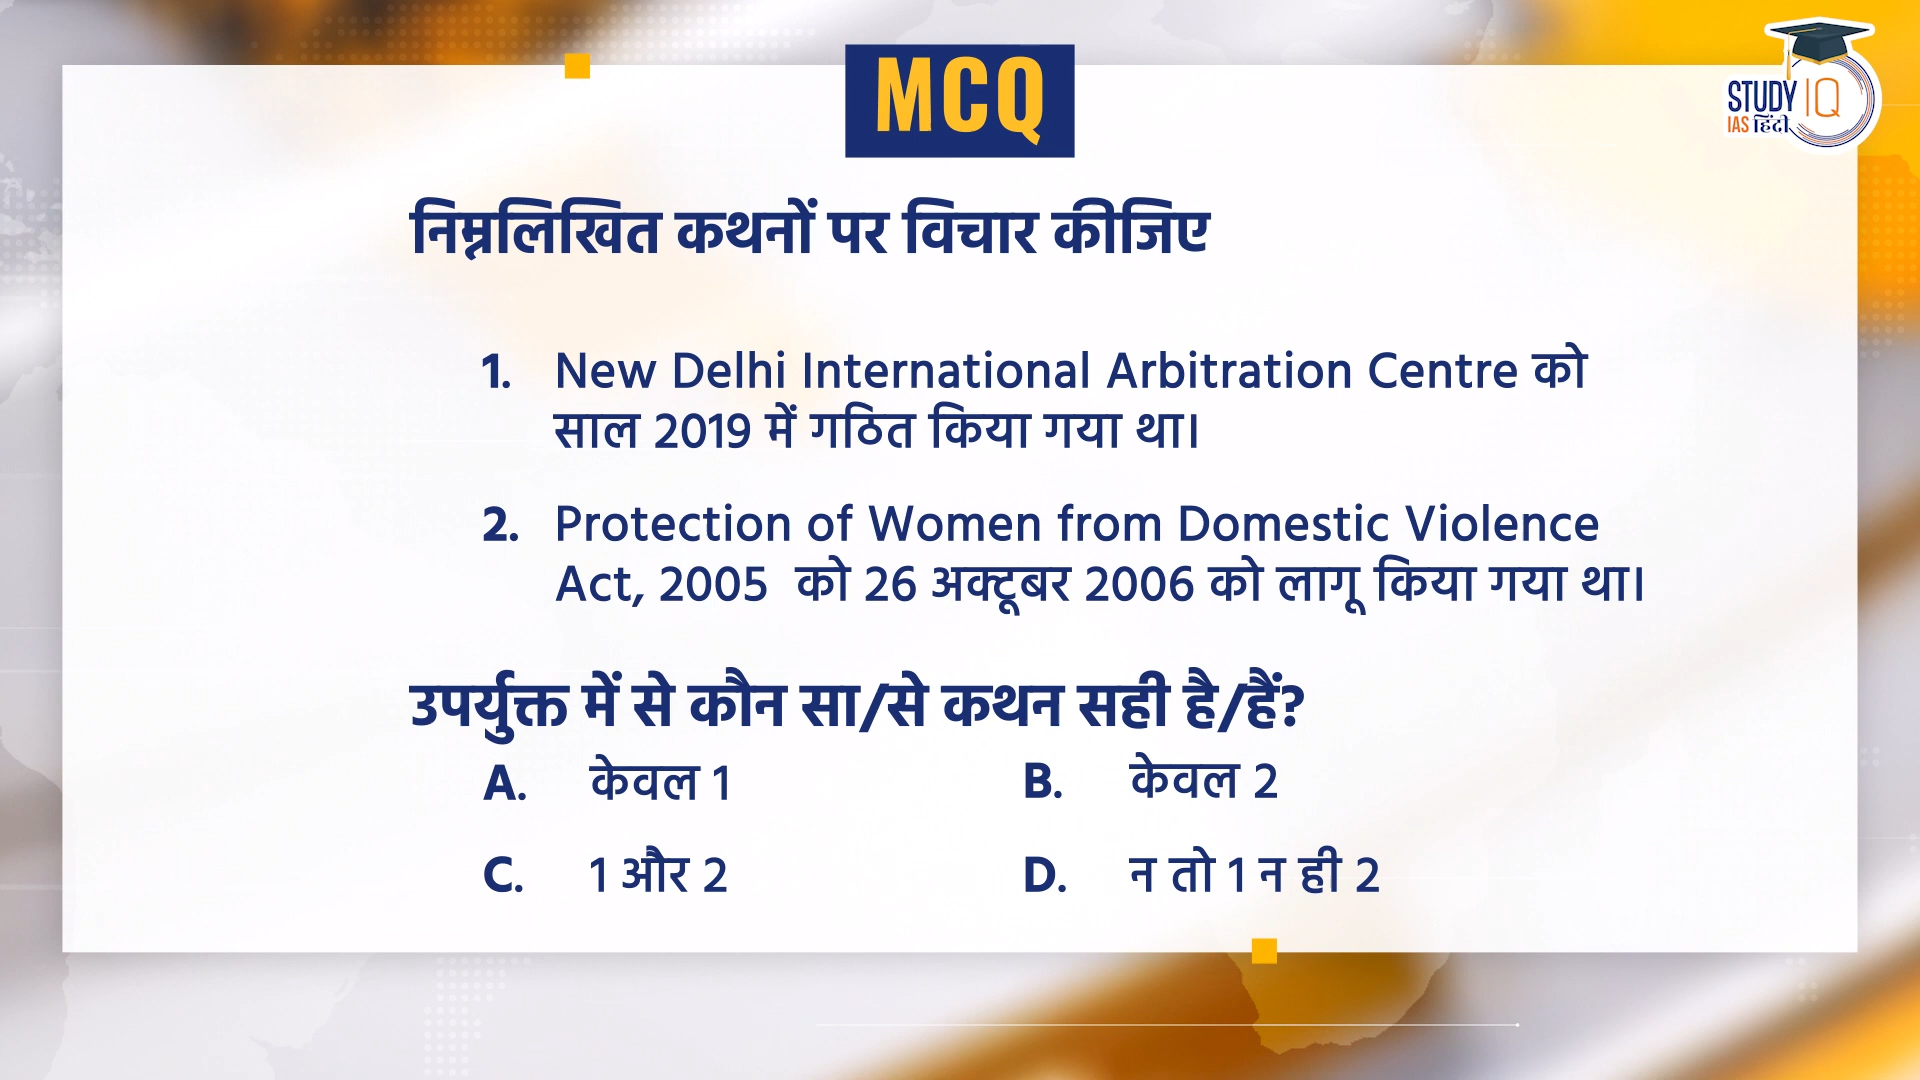 MCQ
STUDY IQ
IAS हिंदी
निम्नलिखित कथनों पर विचार कीजिए
1. New Delhi International Arbitration Centre को
साल 2019 में गठित किया गया था।
2. Protection of Women from Domestic Violence
Act, 2005 को 26 अक्टूबर 2006 को लागू किया गया था।
उपर्युक्त में से कौन सा/से कथन सही है/हैं?
A. केवल 1 B. केवल 2
C. 1 और 2 D. न तो 1 न ही 2